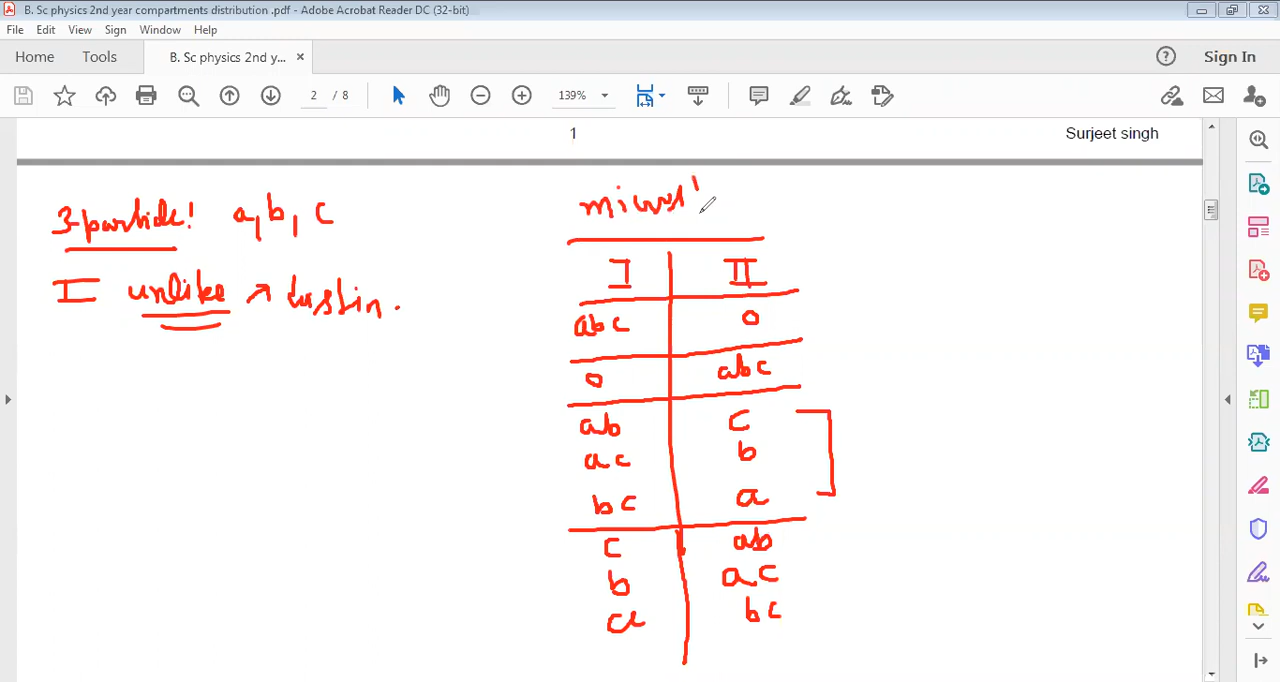 B. Sc physics 2nd year compartments distribution .pdf - Adobe Acrobat Reader DC (32-bit)
File Edit View Sign Window Help
Home Tools B. Sc physics 2nd y... × Sign In
2 / 8 139%
1 Surjeet singh
3-particle! a, b, c
I unlike
I II
abc 0
0 abc
ab c
ac b
bc a
c ab
b ac
a bc